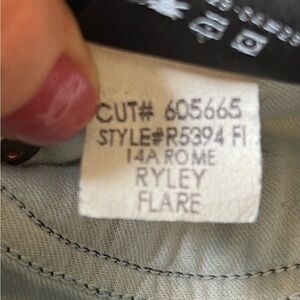 CUT# 605665
STYLE#R5394 FI
14A ROME
RYLEY
FLARE